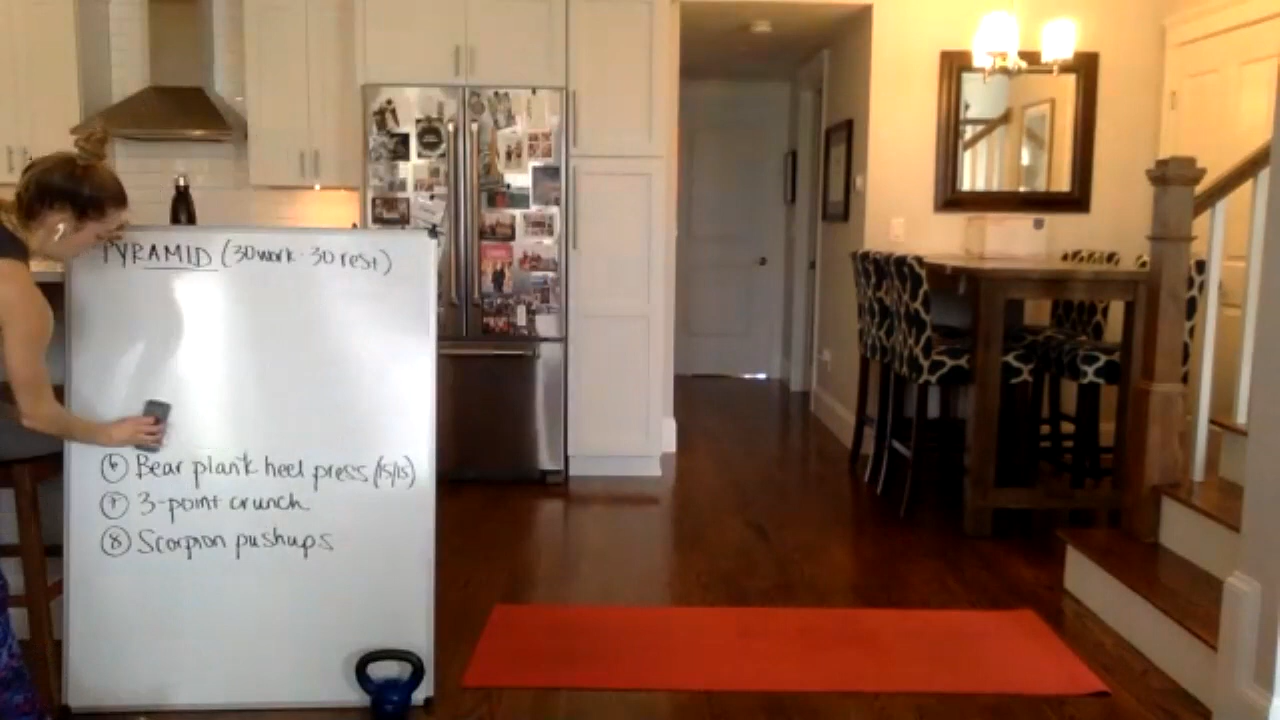 PYRAMID (30 work · 30 rest)
⑥ Bear plank heel press (15/15)
⑦ 3-point crunch
⑧ Scorpion pushups